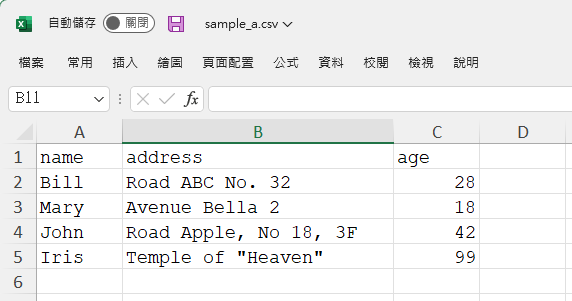 自動儲存 關閉 sample_a.csv
檔案 常用 插入 繪圖 頁面配置 公式 資料 校閱 檢視 說明
B11 fx
A B C D
1 name address age
2 Bill Road ABC No. 32 28
3 Mary Avenue Bella 2 18
4 John Road Apple, No 18, 3F 42
5 Iris Temple of "Heaven" 99
6